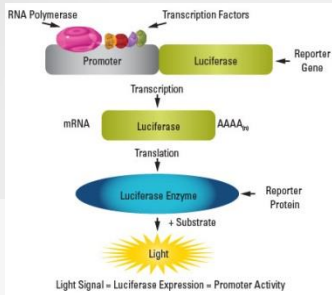 RNA Polymerase
Transcription Factors
Promoter
Luciferase
Reporter
Gene
Transcription
mRNA
Luciferase
AAAA(n)
Translation
Luciferase Enzyme
Reporter
Protein
+ Substrate
Light
Light Signal = Luciferase Expression = Promoter Activity